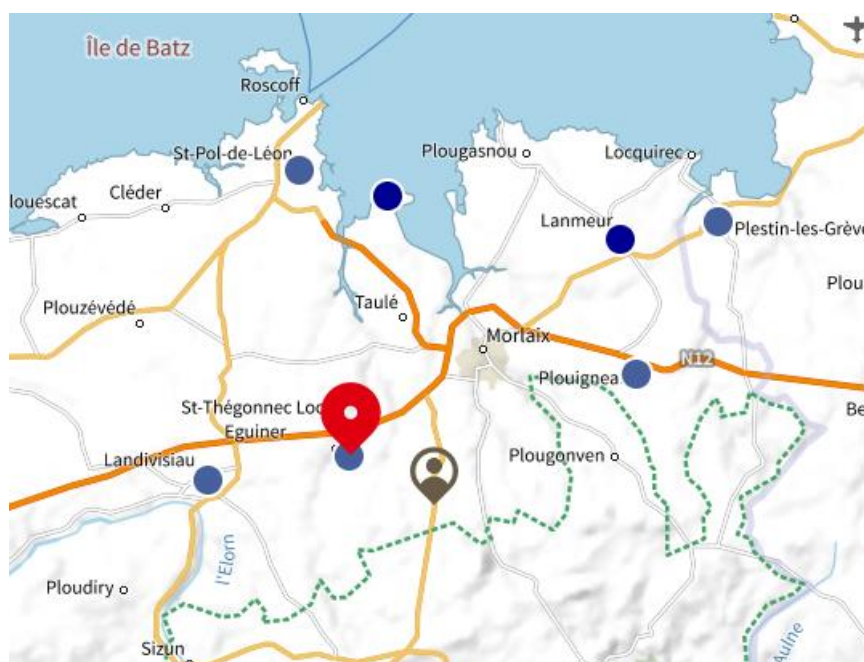 Île de Batz
Roscoff
St-Pol-de-Léon
Plougasnou
Locquirec
Cléder
louescat
Lanmeur
Plestin-les-Grève
Plou
Plouzévédé
Taulé
Morlaix
N12
Plouignea
St-Thégonnec Loc
Eguiner
Be
Landivisiau
Plougonven
l'Elorn
Ploudiry
Sizun
Aulne